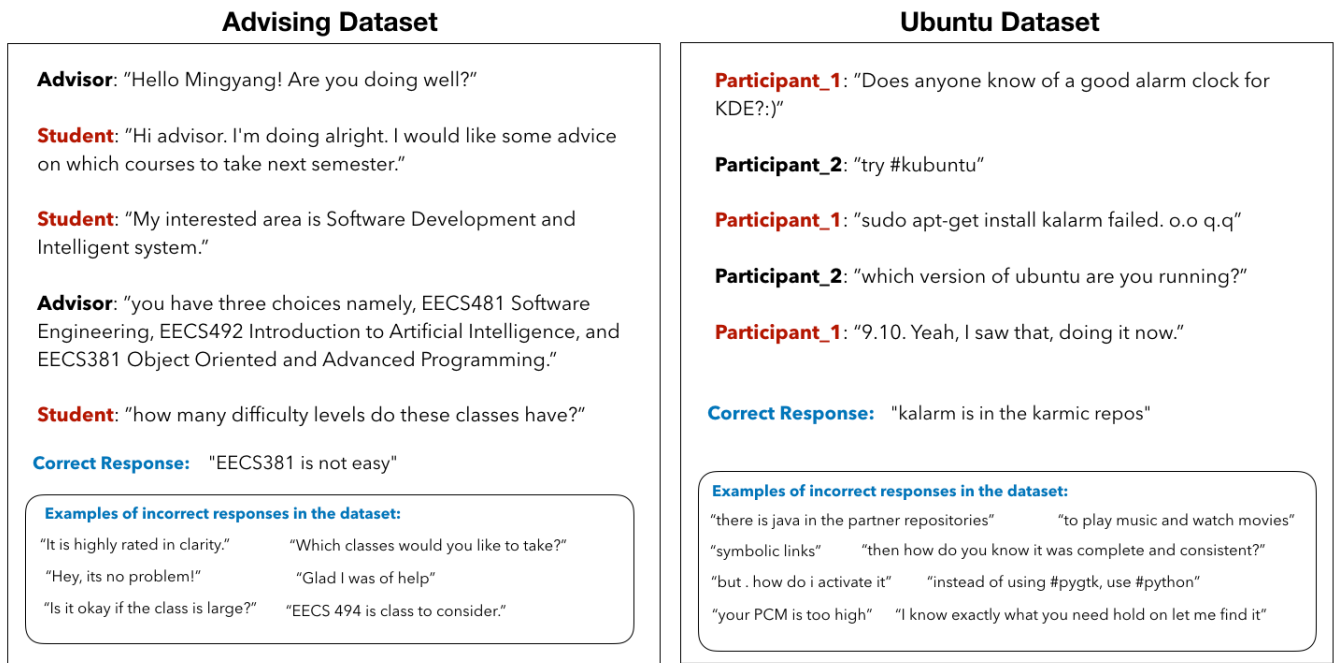 Advising Dataset
Advisor: “Hello Mingyang! Are you doing well?”
Student: “Hi advisor. I'm doing alright. I would like some advice
on which courses to take next semester.”
Student: “My interested area is Software Development and
Intelligent system.”
Advisor: “you have three choices namely, EECS481 Software
Engineering, EECS492 Introduction to Artificial Intelligence, and
EECS381 Object Oriented and Advanced Programming.”
Student: “how many difficulty levels do these classes have?”
Correct Response: "EECS381 is not easy"
Examples of incorrect responses in the dataset:
“It is highly rated in clarity.” “Which classes would you like to take?”
“Hey, its no problem!” “Glad I was of help”
“Is it okay if the class is large?” “EECS 494 is class to consider.”
Ubuntu Dataset
Participant_1: “Does anyone know of a good alarm clock for
KDE?:)”
Participant_2: “try #kubuntu”
Participant_1: “sudo apt-get install kalarm failed. o.o q.q”
Participant_2: “which version of ubuntu are you running?”
Participant_1: “9.10. Yeah, I saw that, doing it now.”
Correct Response: "kalarm is in the karmic repos"
Examples of incorrect responses in the dataset:
“there is java in the partner repositories” “to play music and watch movies”
“symbolic links” “then how do you know it was complete and consistent?”
“but . how do i activate it” “instead of using #pygtk, use #python”
“your PCM is too high” “I know exactly what you need hold on let me find it”